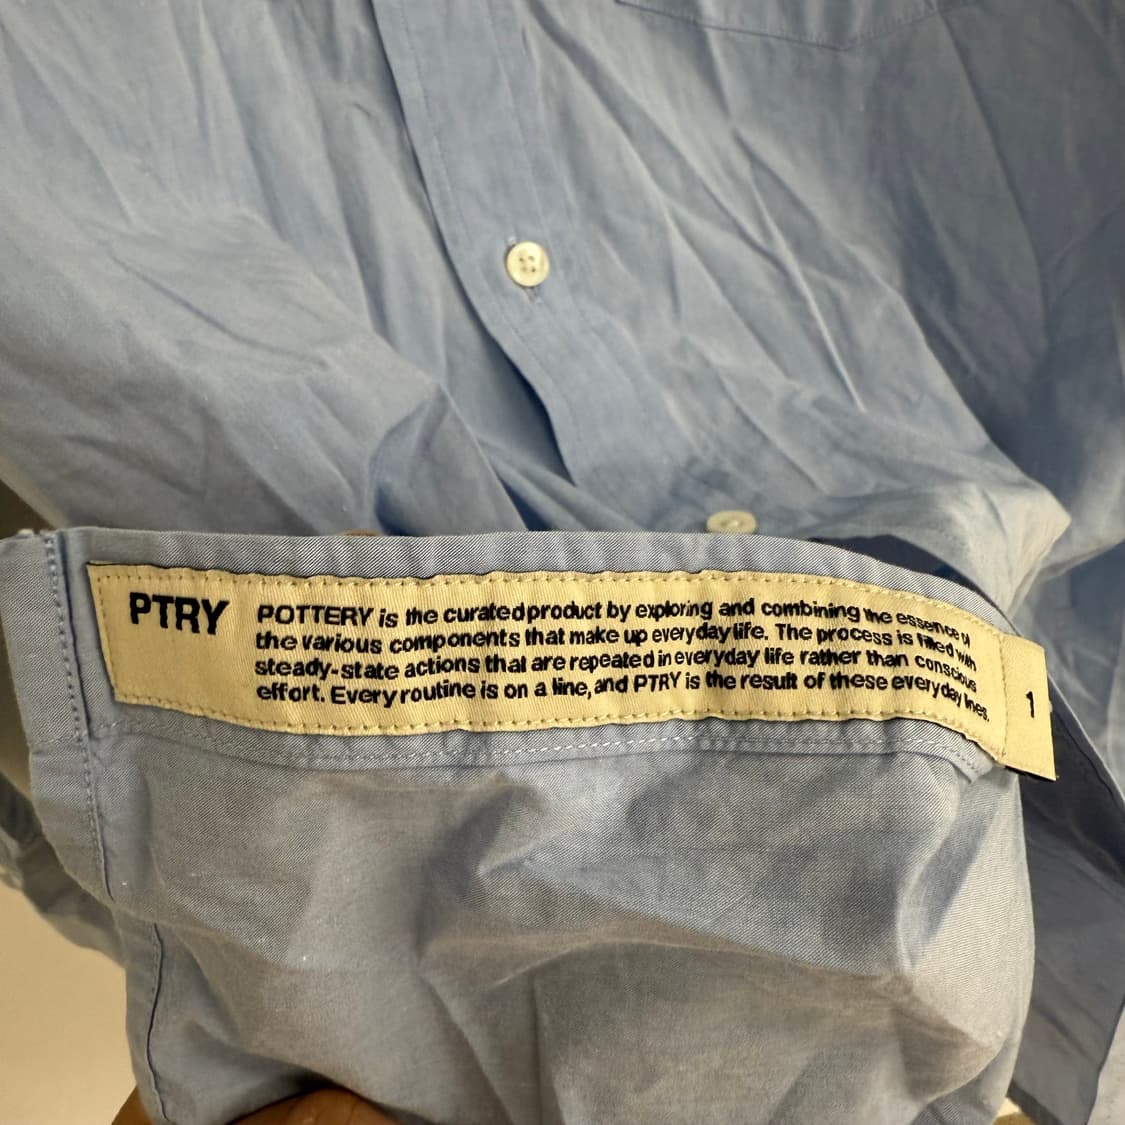 PTRY
POTTERY is the curated product by exploring and combining the essence of
the various components that make up everyday life. The process is filled with
steady-state actions that are repeated in everyday life rather than conscious
effort. Every routine is on a line, and PTRY is the result of these everyday lines.
1